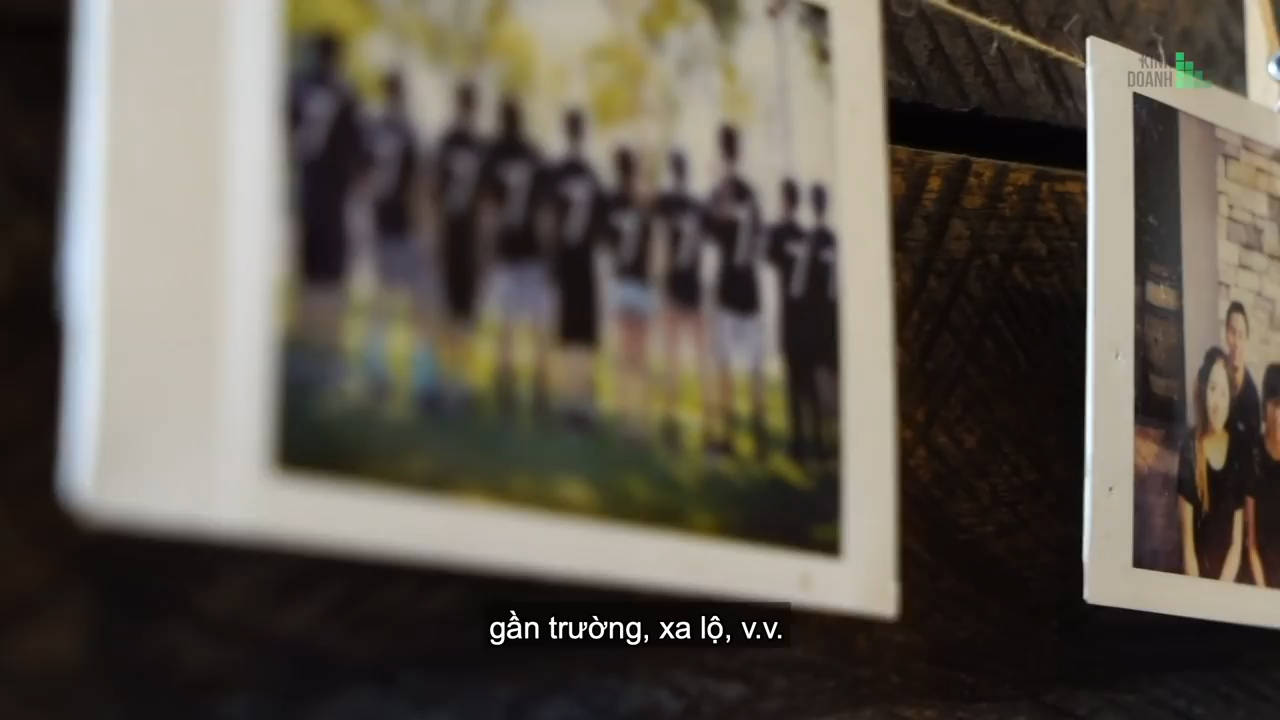 KINH
DOANH
gần trường, xa lộ, v.v.